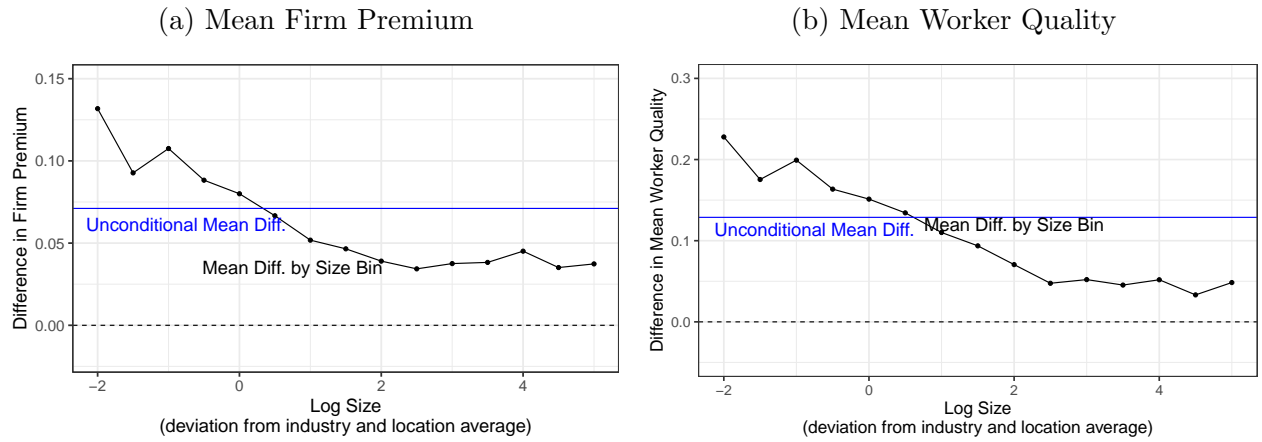 (a) Mean Firm Premium
0.15
0.10
0.05
0.00
Difference in Firm Premium
Unconditional Mean Diff.
Mean Diff. by Size Bin
−2
0
2
4
Log Size
(deviation from industry and location average)
(b) Mean Worker Quality
0.3
0.2
0.1
0.0
Difference in Mean Worker Quality
Unconditional Mean Diff.
Mean Diff. by Size Bin
−2
0
2
4
Log Size
(deviation from industry and location average)